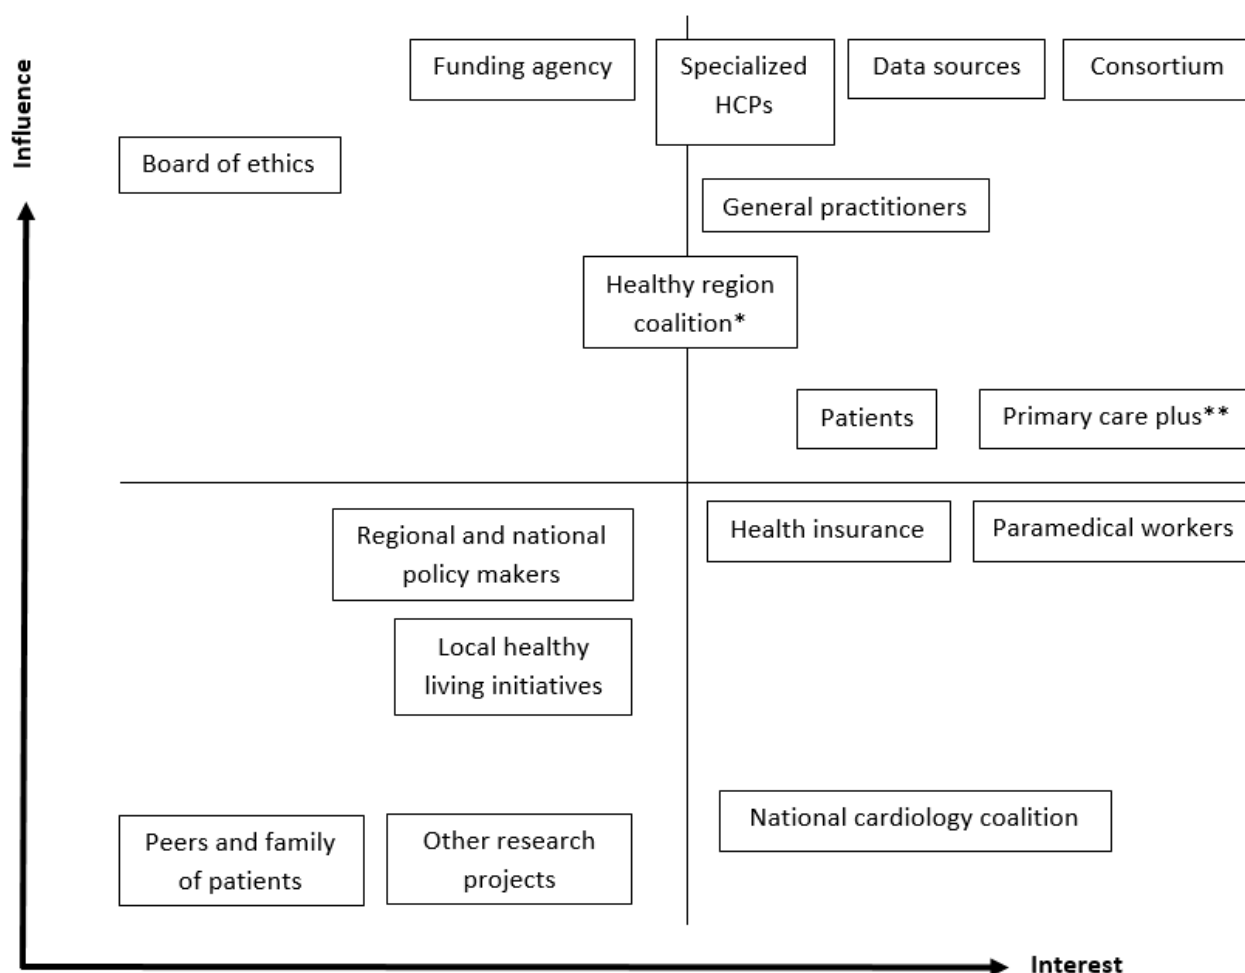 Influence
Funding agency
Specialized
HCPs
Data sources
Consortium
Board of ethics
General practitioners
Healthy region
coalition*
Patients
Primary care plus**
Regional and national
policy makers
Health insurance
Paramedical workers
Local healthy
living initiatives
National cardiology coalition
Peers and family
of patients
Other research
projects
Interest